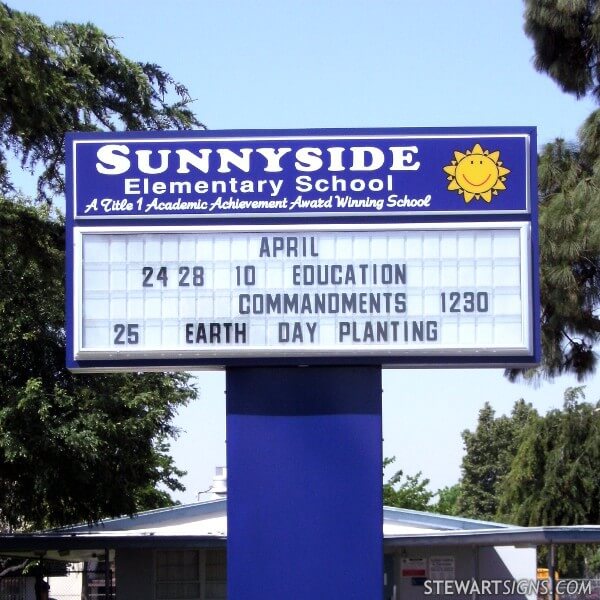 SUNNYSIDE
Elementary School
A Title 1 Academic Achievement Award Winning School
APRIL
24 28 10 EDUCATION
COMMANDMENTS 1230
25 EARTH DAY PLANTING
STEWARTSIGNS.COM